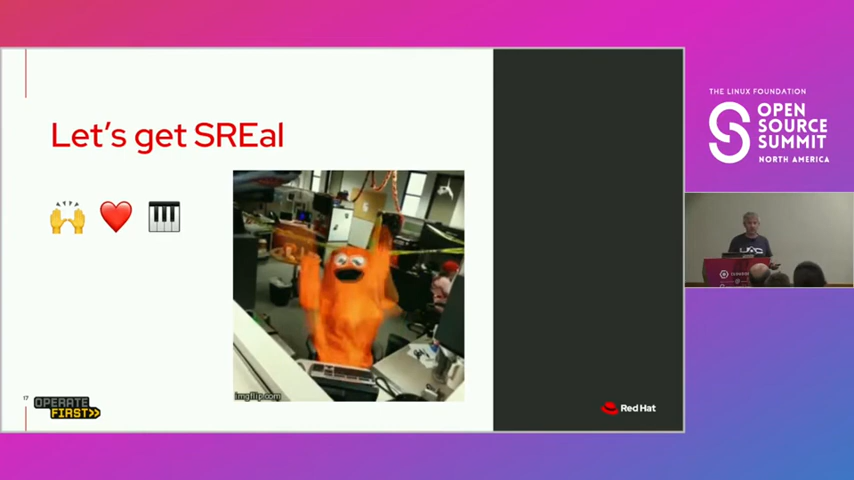 Let's get SREal
imgflip.com
17
OPERATE
FIRST
Red Hat
THE LINUX FOUNDATION
OPEN
SOURCE
SUMMIT
NORTH AMERICA